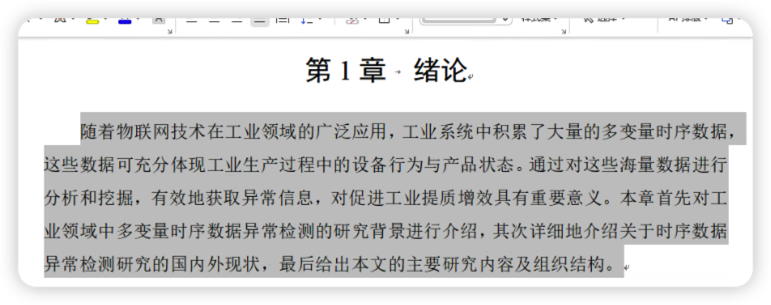 第 1 章 绪论
随着物联网技术在工业领域的广泛应用，工业系统中积累了大量的多变量时序数据，
这些数据可充分体现工业生产过程中的设备行为与产品状态。通过对这些海量数据进行
分析和挖掘，有效地获取异常信息，对促进工业提质增效具有重要意义。本章首先对工
业领域中多变量时序数据异常检测的研究背景进行介绍，其次详细地介绍关于时序数据
异常检测研究的国内外现状，最后给出本文的主要研究内容及组织结构。